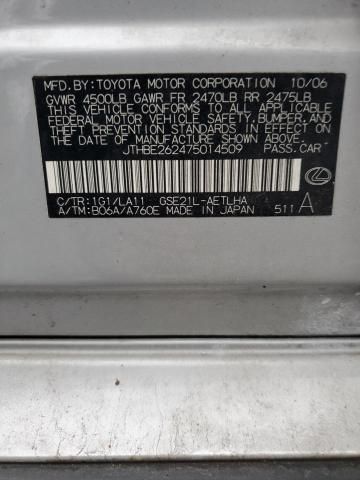 MFD. BY: TOYOTA MOTOR CORPORATION 10/06
GVWR 4500LB GAWR FR 2470LB RR 2475LB
THIS VEHICLE CONFORMS TO ALL APPLICABLE
FEDERAL MOTOR VEHICLE SAFETY, BUMPER, AND
THEFT PREVENTION STANDARDS IN EFFECT ON
THE DATE OF MANUFACTURE SHOWN ABOVE.
JTHBE262475014509 PASS. CAR
C/TR: 1G1/LA11 GSE21L-AETLHA
A/TM: B06A/A760E MADE IN JAPAN 511 A